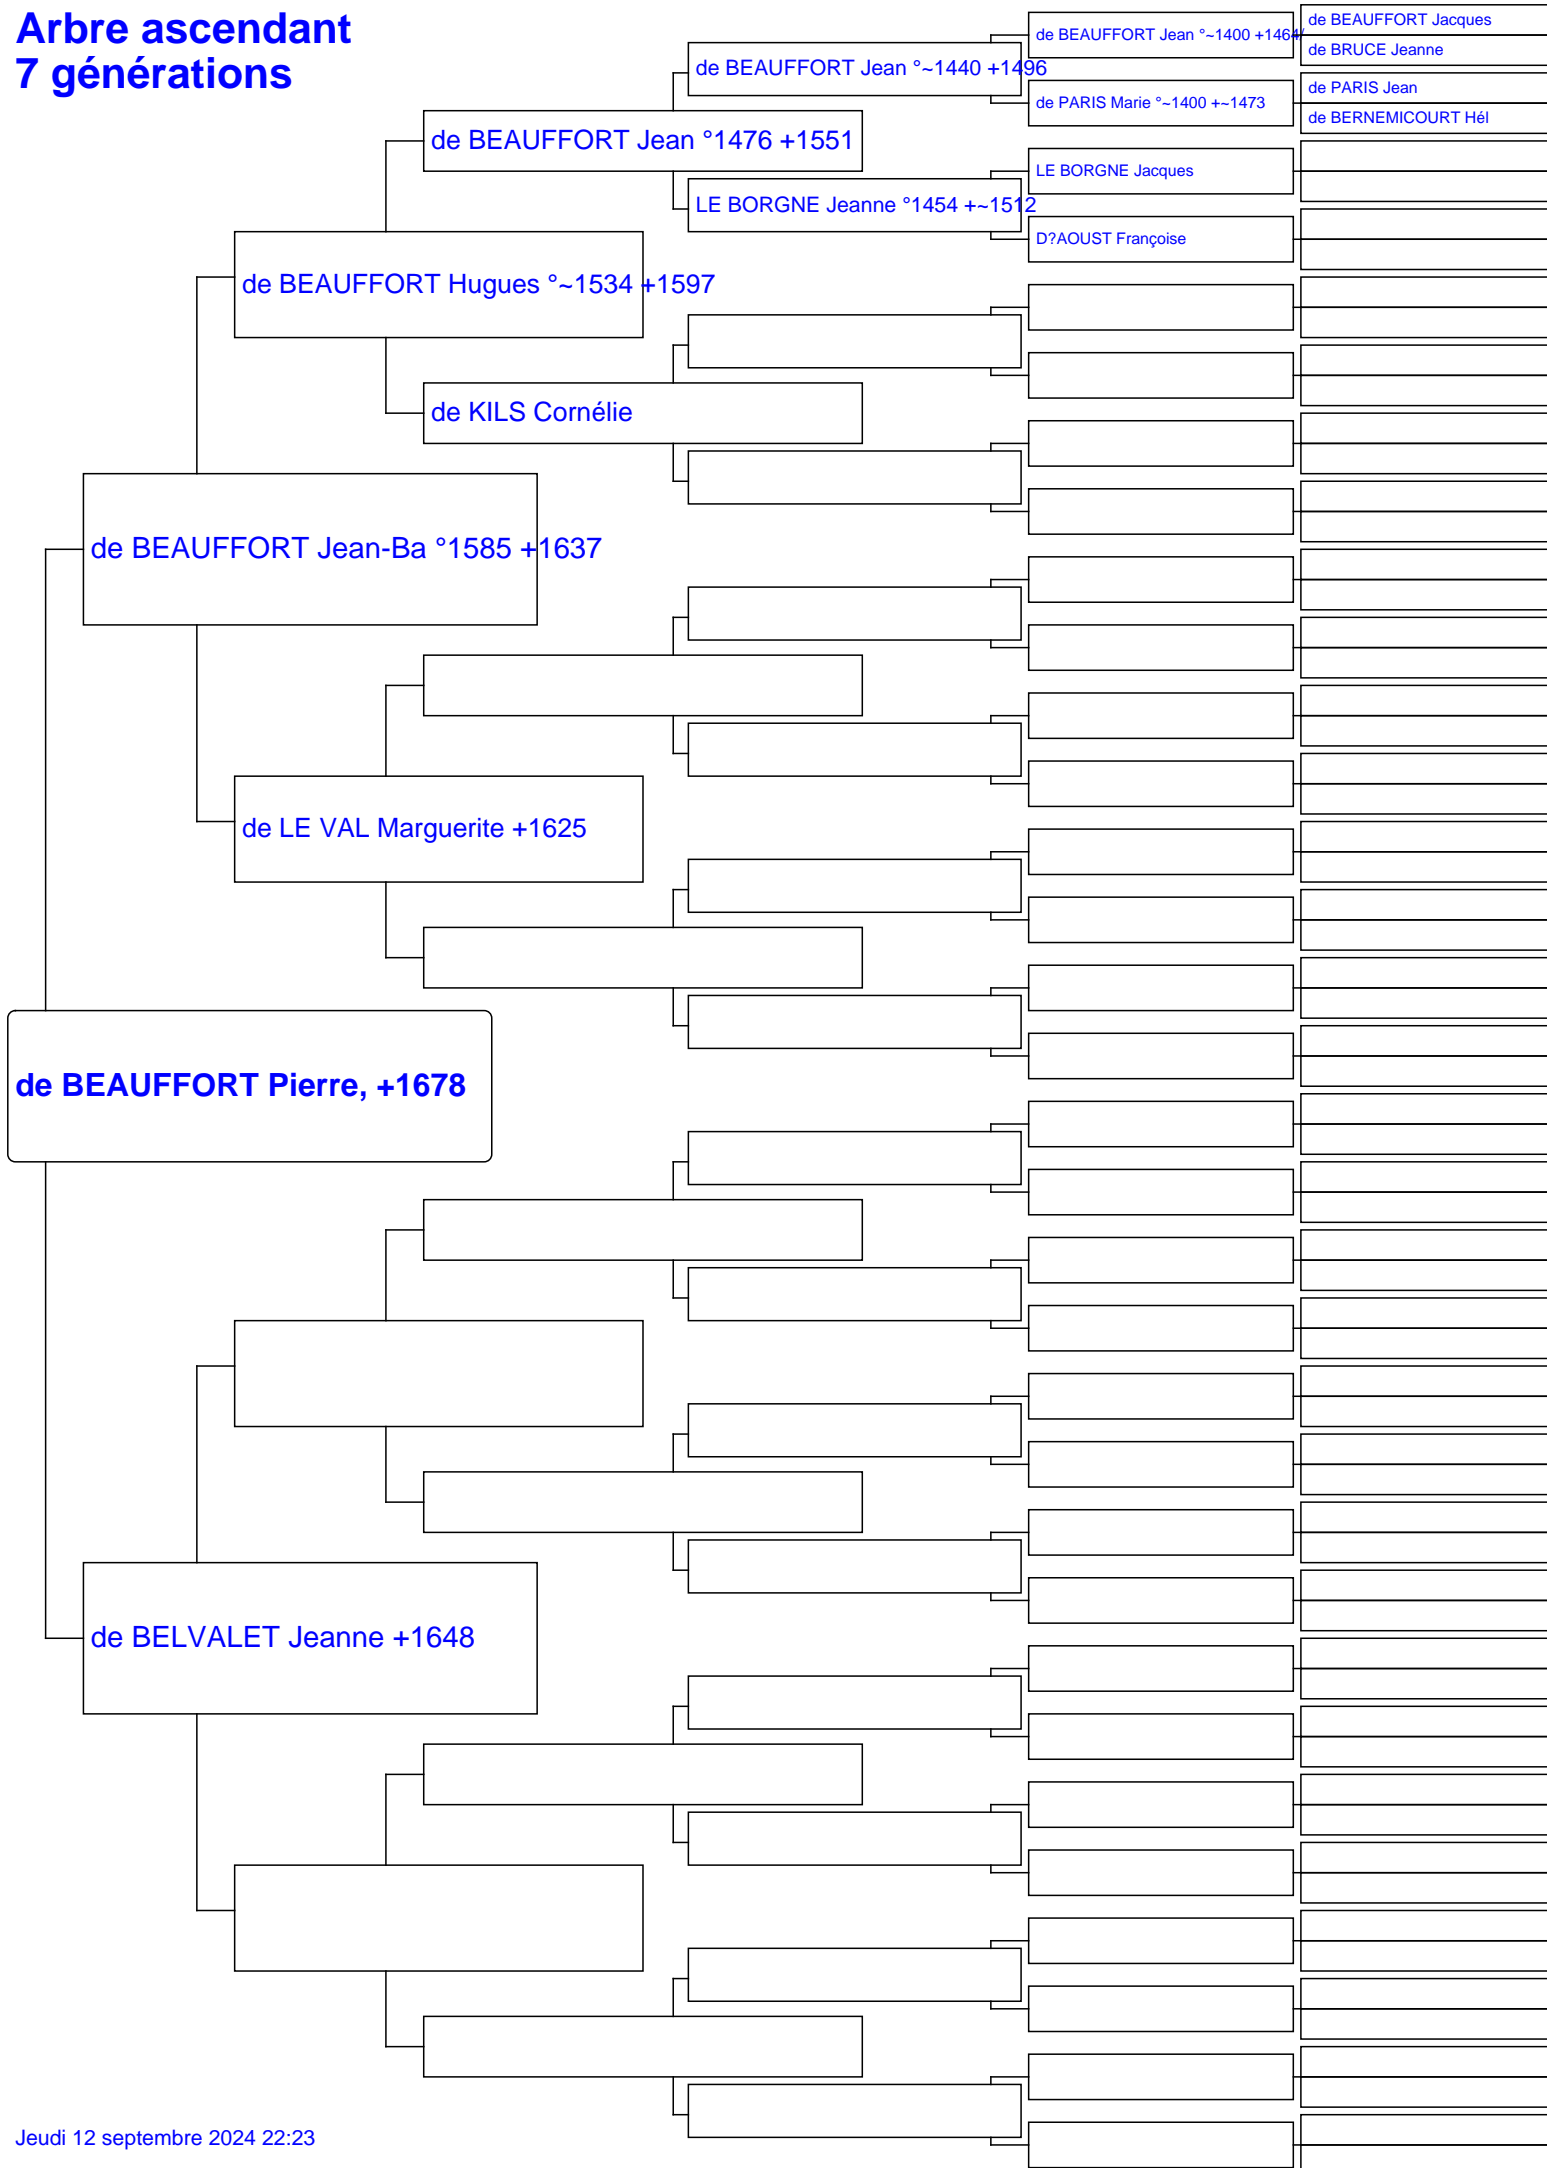 Arbre ascendant
7 générations
de BEAUFFORT Jacques
de BEAUFFORT Jean °~1400 +1464/
de BRUCE Jeanne
de BEAUFFORT Jean °~1440 +1496
de PARIS Jean
de PARIS Marie °~1400 +~1473
de BERNEMICOURT Hél
de BEAUFFORT Jean °1476 +1551
LE BORGNE Jacques
LE BORGNE Jeanne °1454 +~1512
D?AOUST Françoise
de BEAUFFORT Hugues °~1534 +1597
de KILS Cornélie
de BEAUFFORT Jean-Ba °1585 +1637
de LE VAL Marguerite +1625
de BEAUFFORT Pierre, +1678
de BELVALET Jeanne +1648
Jeudi 12 septembre 2024 22:23